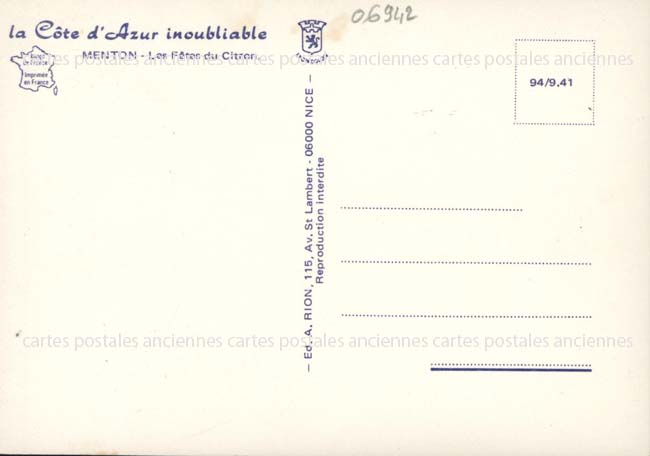 06942
la Côte d'Azur inoubliable
MENTON - Les Fêtes du Citron
Imprimée
en France
94/9.41
— Ed. A. RION, 115, Av. St Lambert - 06000 NICE —
Reproduction interdite
cartes postales anciennes cartes postales anciennes cartes postales anciennes
cartes postales anciennes cartes postales anciennes cartes postales anciennes